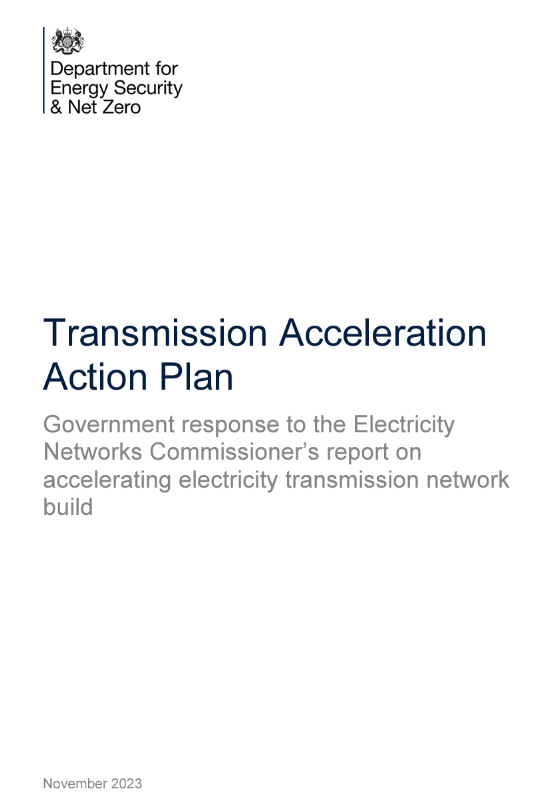 Department for
Energy Security
& Net Zero
Transmission Acceleration
Action Plan
Government response to the Electricity
Networks Commissioner’s report on
accelerating electricity transmission network
build
November 2023